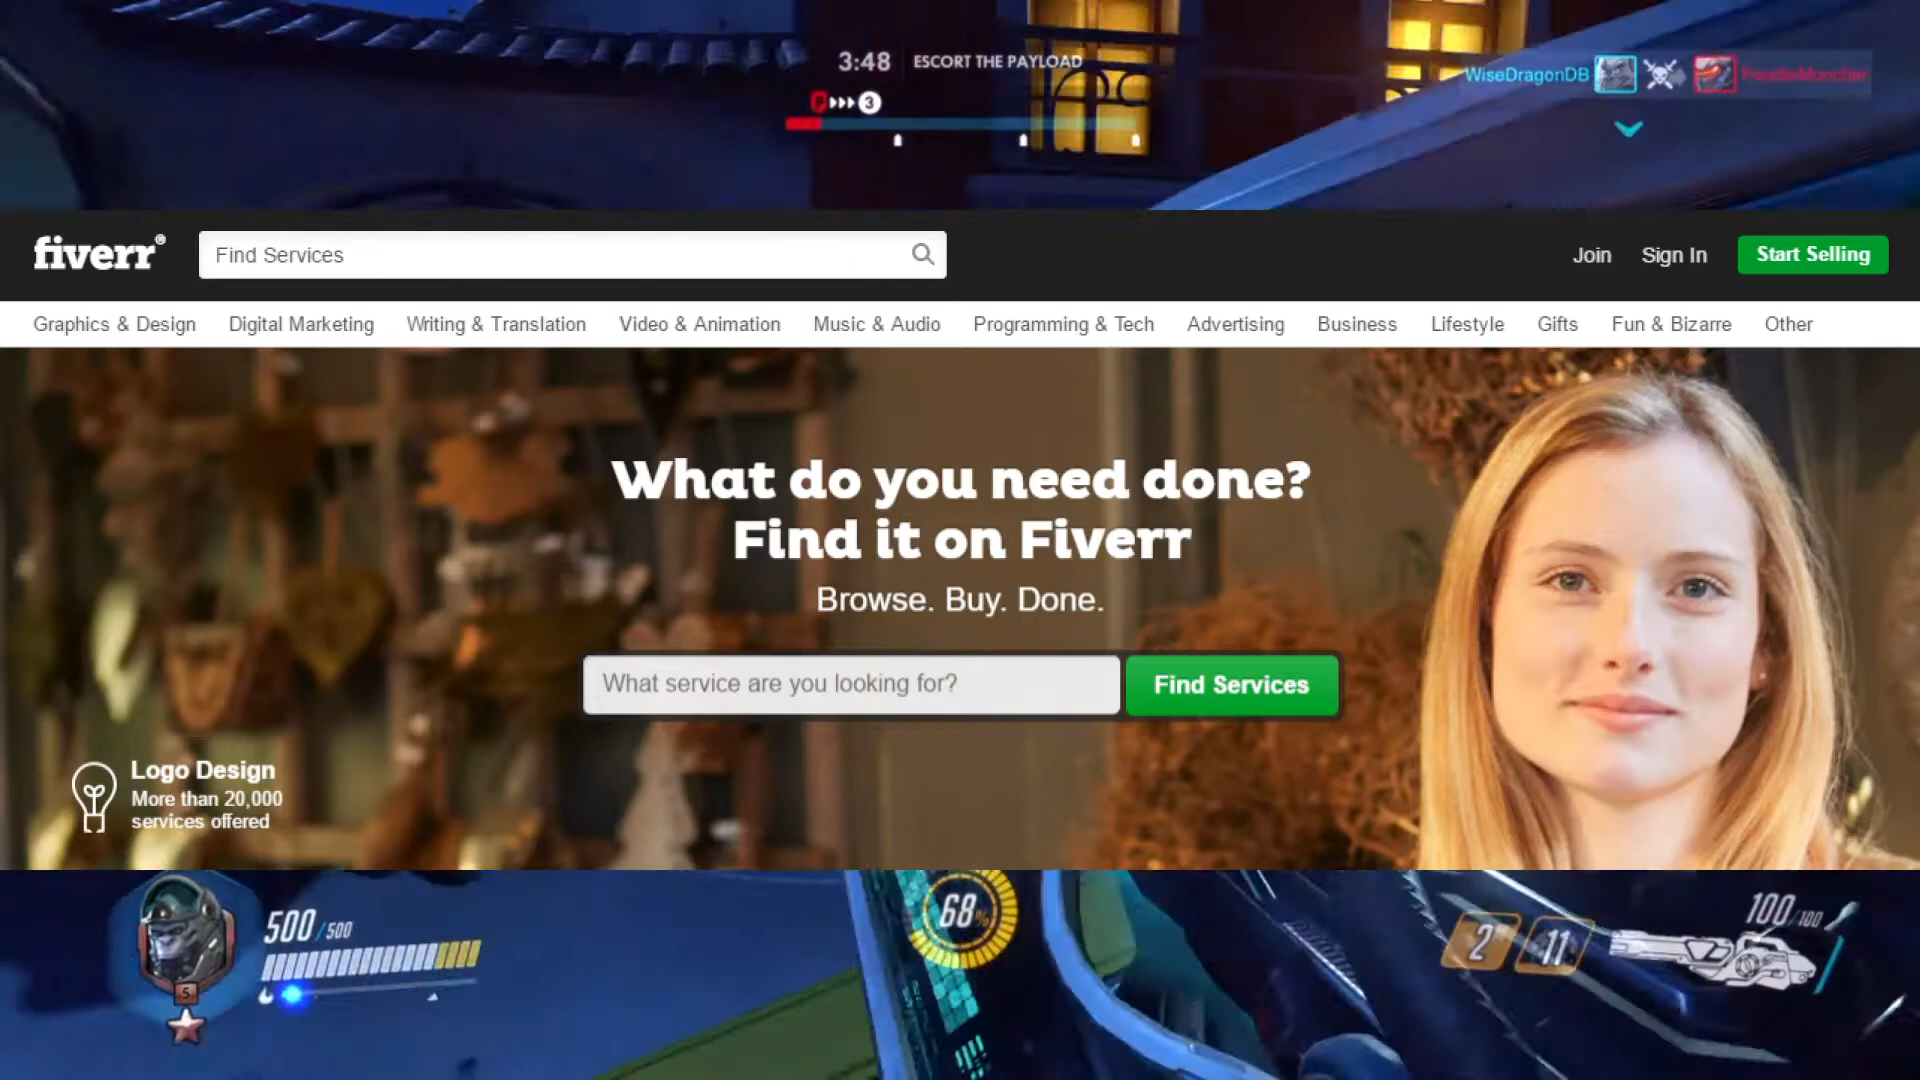 3:48 ESCORT THE PAYLOAD
P 3
WiseDragonDB PoodleMuncher
fiverr®
Find Services
Join Sign In Start Selling
Graphics & Design Digital Marketing Writing & Translation Video & Animation Music & Audio Programming & Tech Advertising Business Lifestyle Gifts Fun & Bizarre Other
What do you need done?
Find it on Fiverr
Browse. Buy. Done.
What service are you looking for? Find Services
Logo Design
More than 20,000
services offered
500/500
5
68%
2 11
100/100